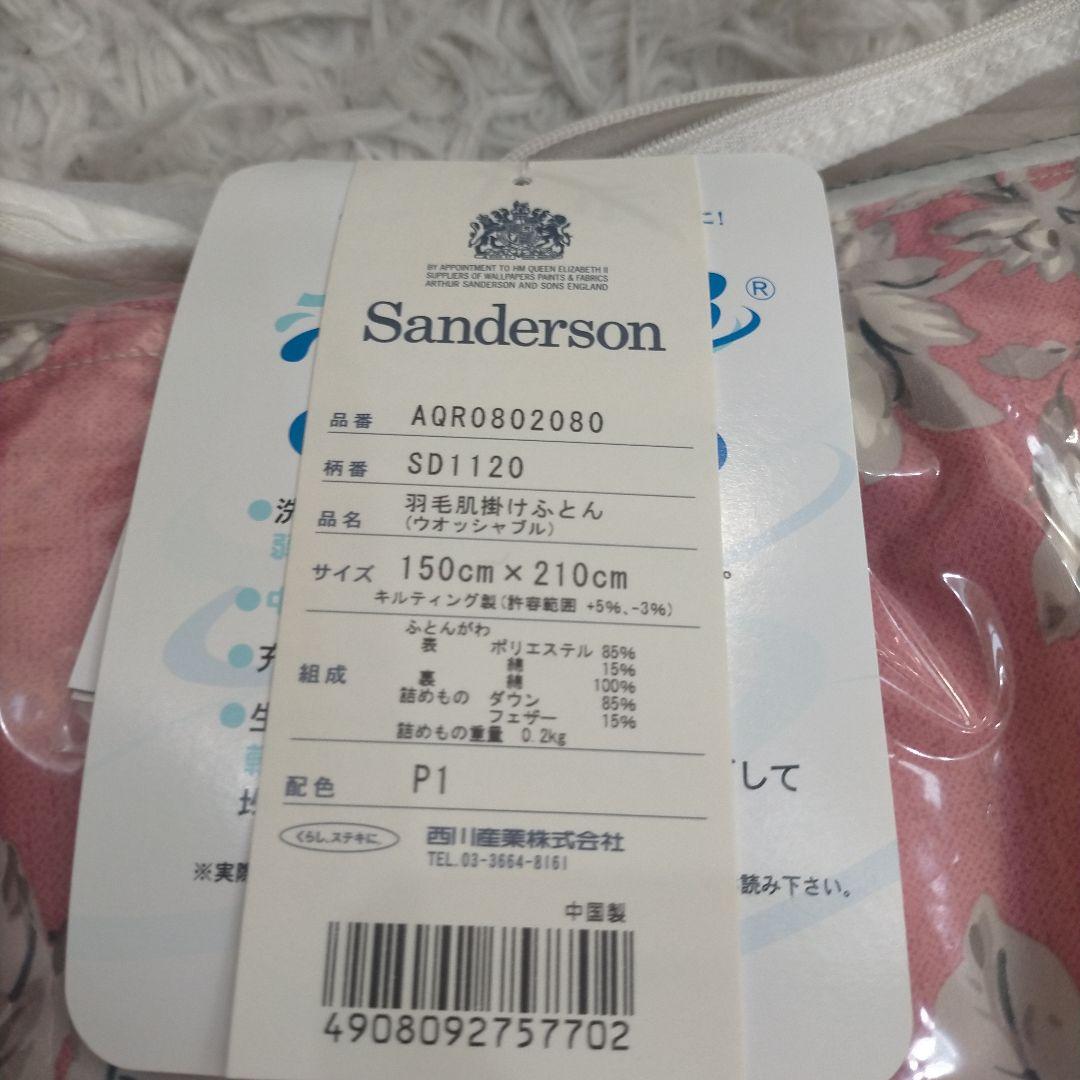 BY APPOINTMENT TO HM QUEEN ELIZABETH II
SUPPLIERS OF WALLPAPERS PAINTS & FABRICS
ARTHUR SANDERSON AND SONS ENGLAND
Sanderson
品番 AQR0802080
柄番 SD1120
品名 羽毛肌掛けふとん
(ウオッシャブル)
サイズ 150cm×210cm
キルティング製(許容範囲 +5%、-3%)
組成
ふとんがわ
表 ポリエステル 85%
綿 15%
裏 綿 100%
詰めもの ダウン 85%
フェザー 15%
詰めもの重量 0.2kg
配色 P1
くらし、ステキに。 西川産業株式会社
TEL.03-3664-8161
中国製
4908092757702
®
して
※実際
読み下さい。